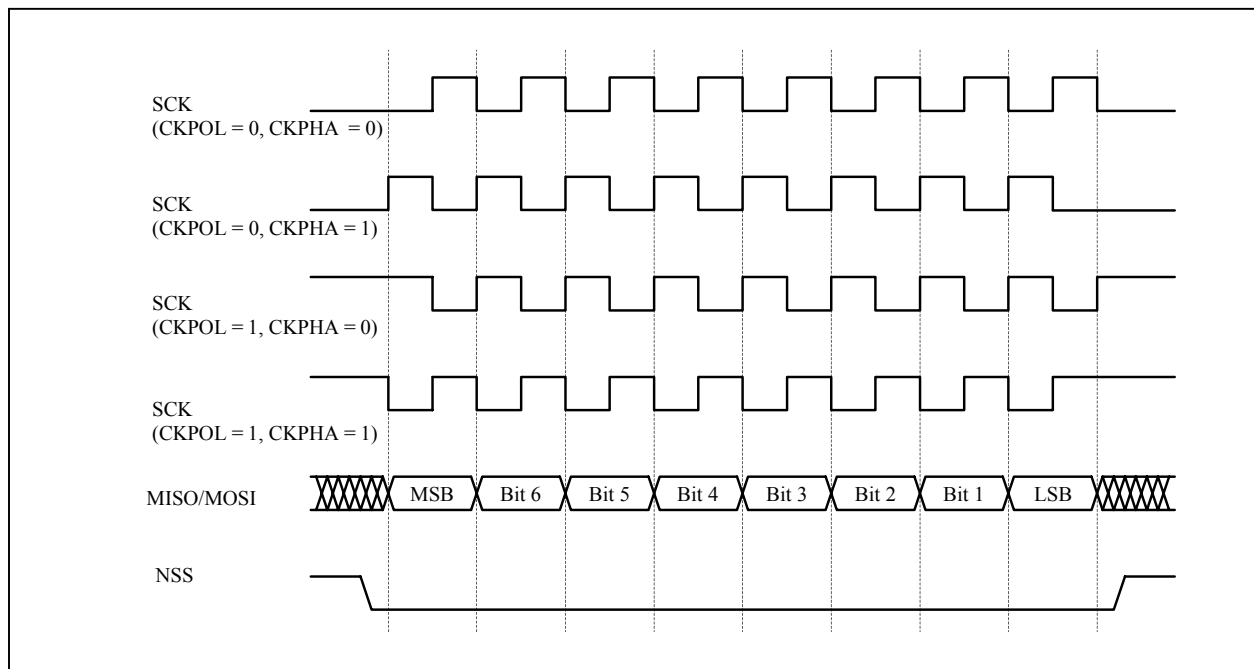 SCK
(CKPOL = 0, CKPHA = 0)
SCK
(CKPOL = 0, CKPHA = 1)
SCK
(CKPOL = 1, CKPHA = 0)
SCK
(CKPOL = 1, CKPHA = 1)
MISO/MOSI MSB Bit 6 Bit 5 Bit 4 Bit 3 Bit 2 Bit 1 LSB
NSS